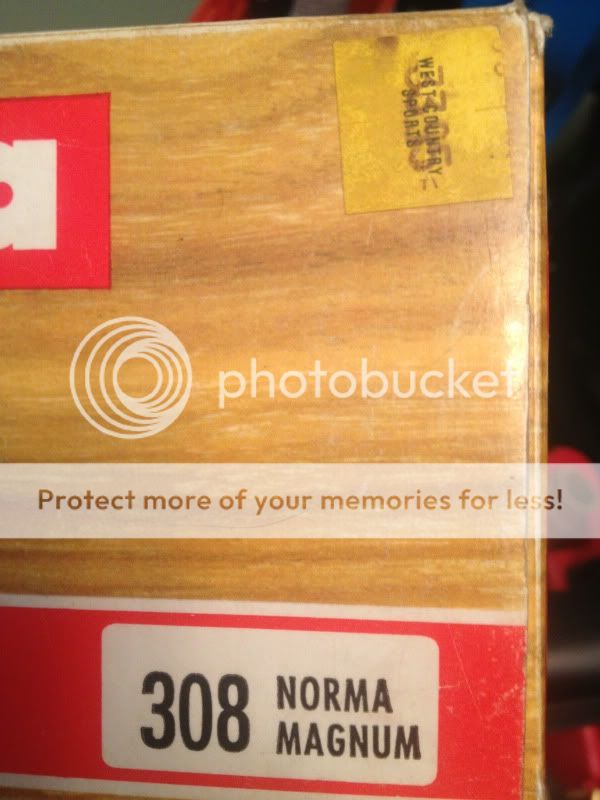 WEST COUNTRY
SPORTS
a
photobucket
Protect more of your memories for less!
308 NORMA
MAGNUM